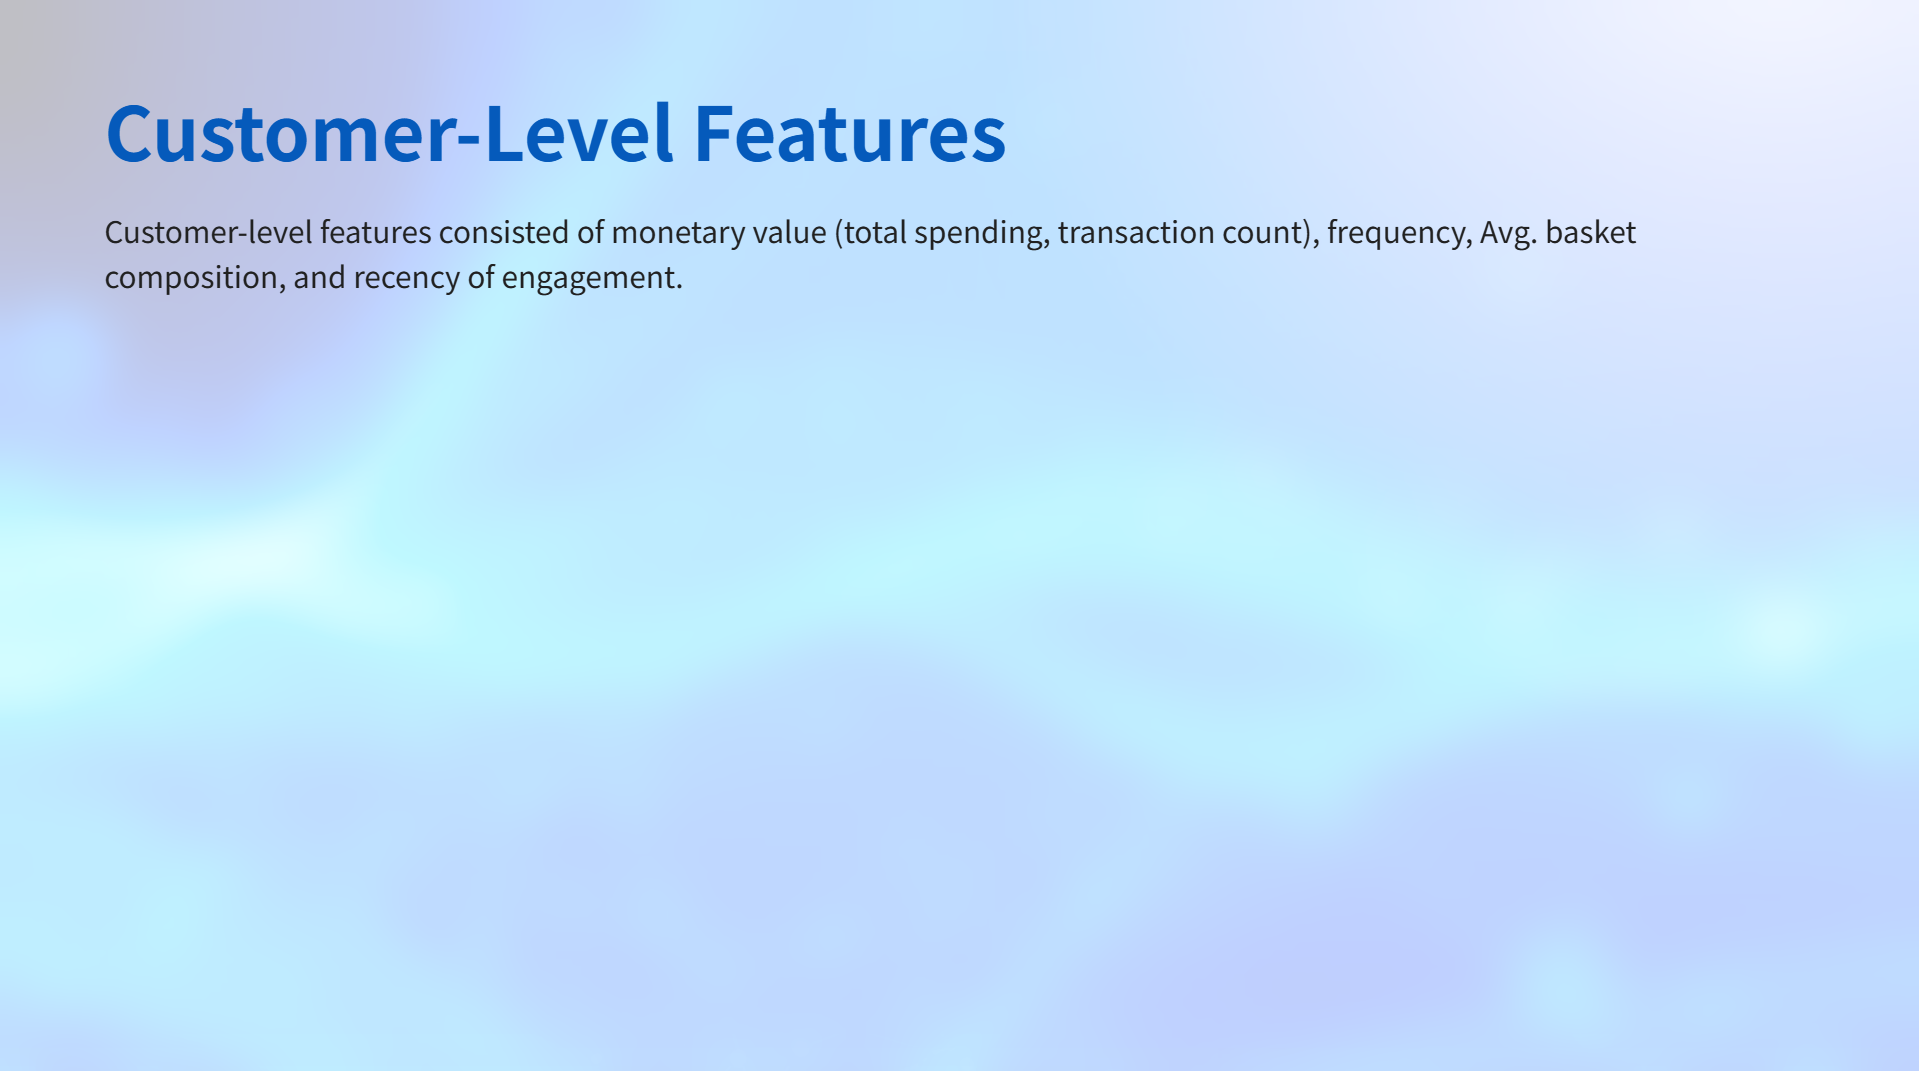 Customer-Level Features
Customer-level features consisted of monetary value (total spending, transaction count), frequency, Avg. basket
composition, and recency of engagement.